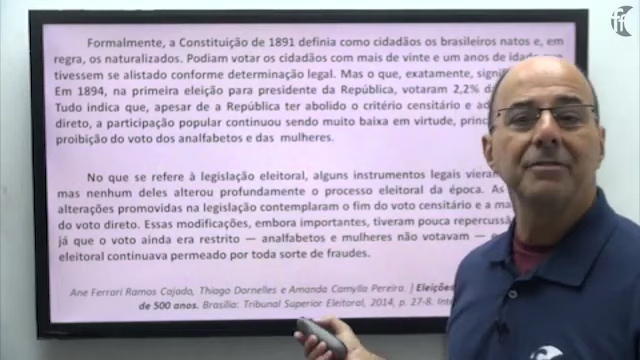 ff
Formalmente, a Constituição de 1891 definia como cidadãos os brasileiros natos e, em
regra, os naturalizados. Podiam votar os cidadãos com mais de vinte e um anos de idade
tivessem se alistado conforme determinação legal. Mas o que, exatamente,
Em 1894, na primeira eleição para presidente da República, votaram 2,2%
Tudo indica que, apesar de a República ter abolido o critério censitário e
direto, a participação popular continuou sendo muito baixa em virtude,
proibição do voto dos analfabetos e das mulheres.
No que se refere à legislação eleitoral, alguns instrumentos legais
mas nenhum deles alterou profundamente o processo eleitoral da época. As
alterações promovidas na legislação contemplaram o fim do voto censitário e a
do voto direto. Essas modificações, embora importantes, tiveram pouca
já que o voto ainda era restrito — analfabetos e mulheres não votavam —
eleitoral continuava permeado por toda sorte de fraudes.
Ane Ferrari Ramos Cajado, Thiago Dornelles e Amanda Camylla Pereira. | Eleições
de 500 anos. Brasília: Tribunal Superior Eleitoral, 2014, p. 27-8.